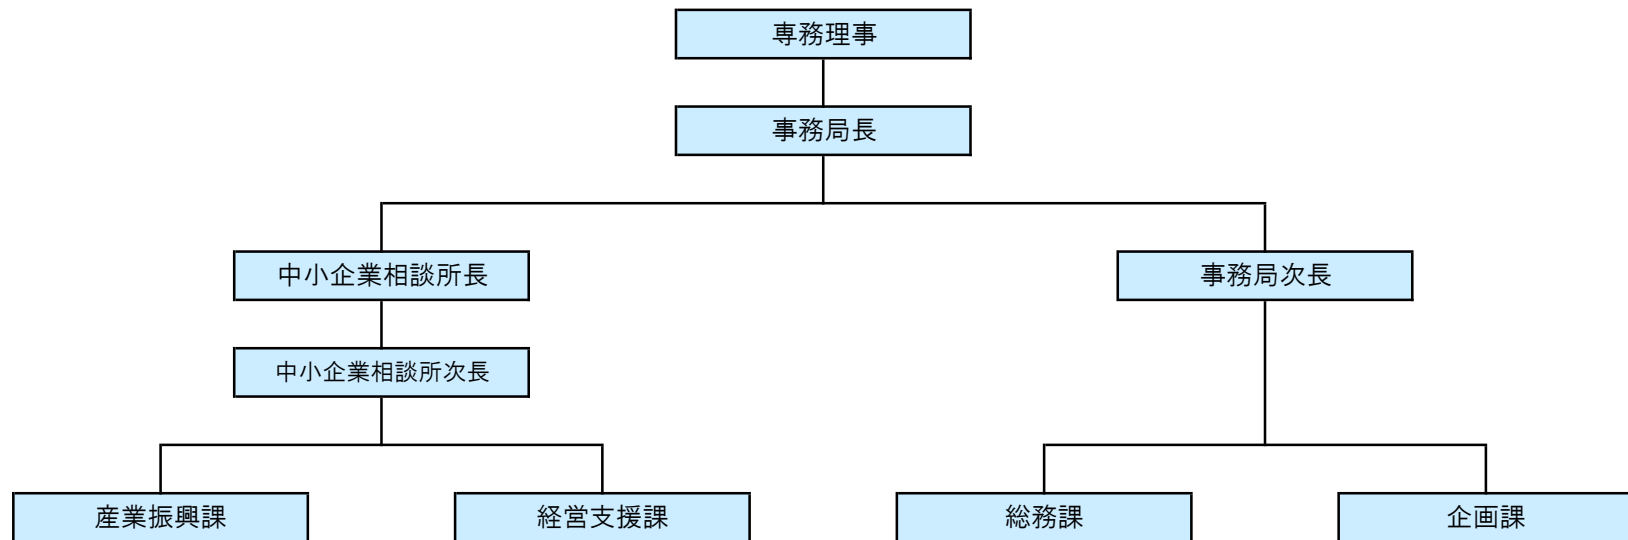 専務理事
事務局長
中小企業相談所長
事務局次長
中小企業相談所次長
産業振興課
経営支援課
総務課
企画課